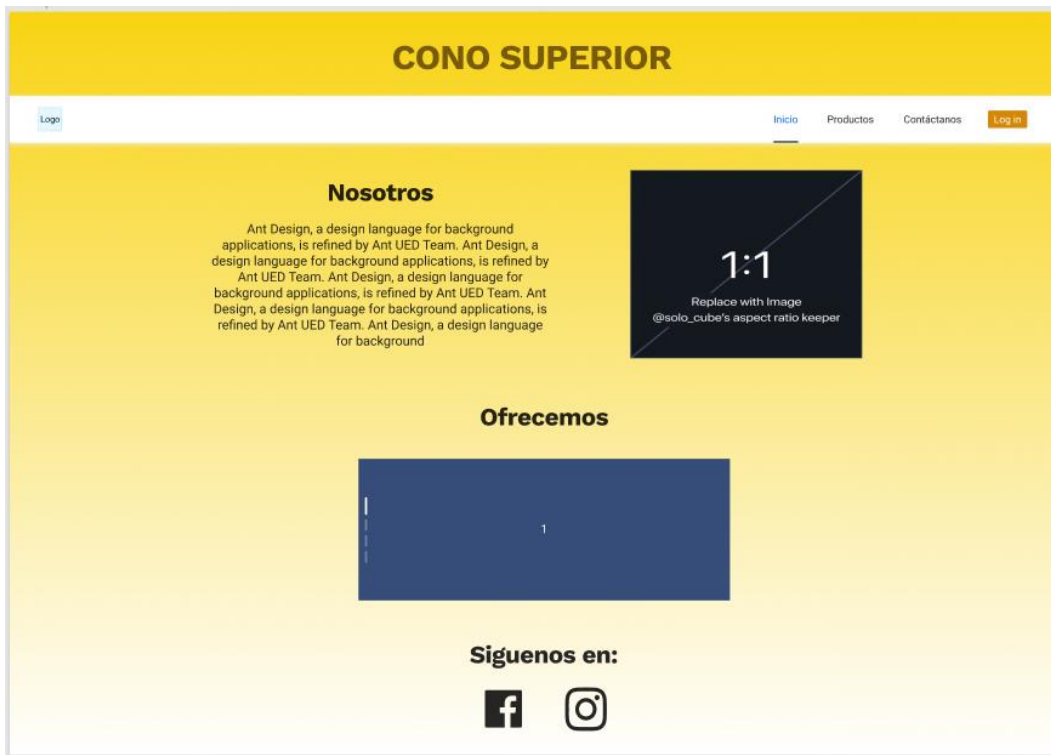 CONO SUPERIOR
Logo
Inicio
Productos
Contáctanos
Log in
Nosotros
Ant Design, a design language for background
applications, is refined by Ant UED Team. Ant Design, a
design language for background applications, is refined by
Ant UED Team. Ant Design, a design language for
background applications, is refined by Ant UED Team. Ant
Design, a design language for background applications, is
refined by Ant UED Team. Ant Design, a design language
for background
1:1
Replace with Image
@solo_cube's aspect ratio keeper
Ofrecemos
1
Siguenos en: